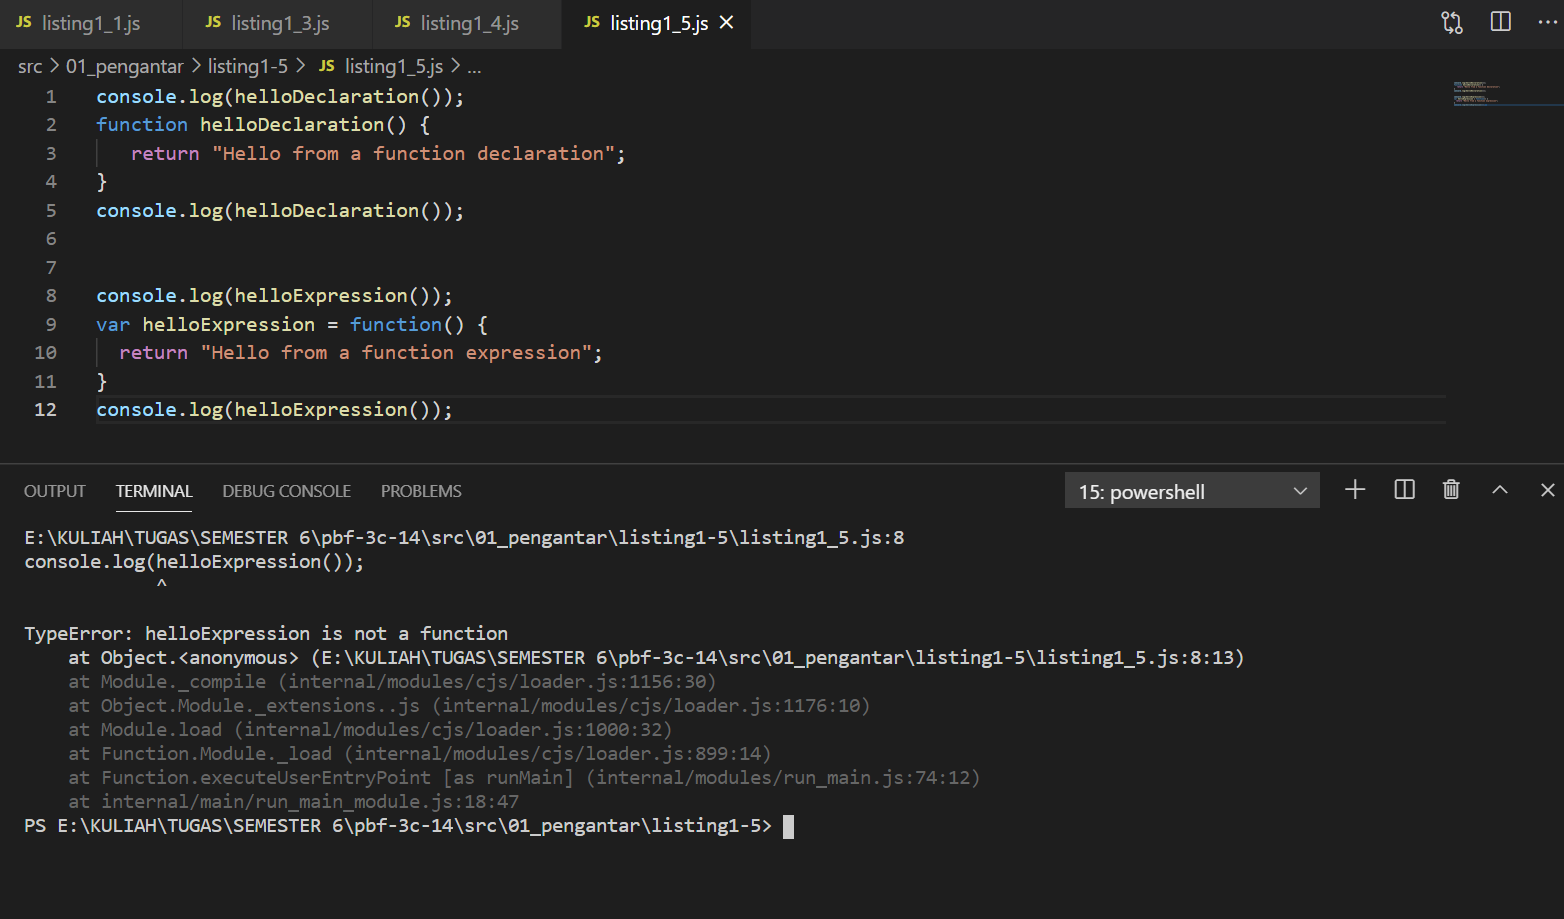 JS listing1_1.js JS listing1_3.js JS listing1_4.js JS listing1_5.js
src > 01_pengantar > listing1-5 > JS listing1_5.js > ...
1 console.log(helloDeclaration());
2 function helloDeclaration() {
3 return "Hello from a function declaration";
4 }
5 console.log(helloDeclaration());
6
7
8 console.log(helloExpression());
9 var helloExpression = function() {
10 return "Hello from a function expression";
11 }
12 console.log(helloExpression());
OUTPUT TERMINAL DEBUG CONSOLE PROBLEMS 15: powershell
E:\KULIAH\TUGAS\SEMESTER 6\pbf-3c-14\src\01_pengantar\listing1-5\listing1_5.js:8
console.log(helloExpression());
^
TypeError: helloExpression is not a function
at Object.<anonymous> (E:\KULIAH\TUGAS\SEMESTER 6\pbf-3c-14\src\01_pengantar\listing1-5\listing1_5.js:8:13)
at Module._compile (internal/modules/cjs/loader.js:1156:30)
at Object.Module._extensions..js (internal/modules/cjs/loader.js:1176:10)
at Module.load (internal/modules/cjs/loader.js:1000:32)
at Function.Module._load (internal/modules/cjs/loader.js:899:14)
at Function.executeUserEntryPoint [as runMain] (internal/modules/run_main.js:74:12)
at internal/main/run_main_module.js:18:47
PS E:\KULIAH\TUGAS\SEMESTER 6\pbf-3c-14\src\01_pengantar\listing1-5>